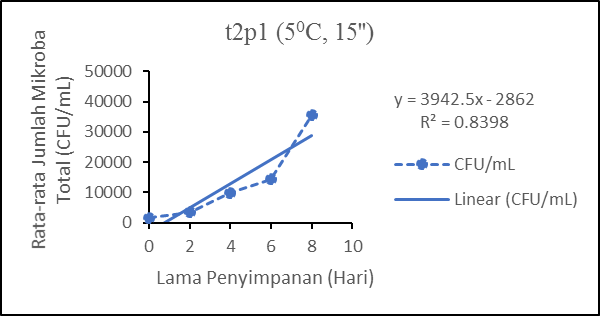 t2p1 (5⁰C, 15")
Rata-rata Jumlah Mikroba
Total (CFU/mL)
50000
40000
30000
20000
10000
0
0 2 4 6 8 10
Lama Penyimpanan (Hari)
y = 3942.5x - 2862
R² = 0.8398
CFU/mL
Linear (CFU/mL)